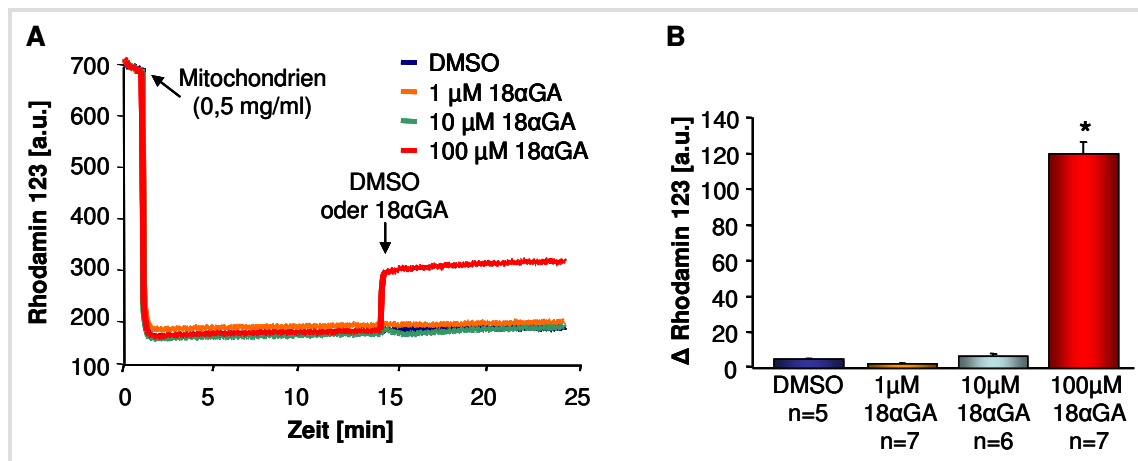 A
Rhodamin 123 [a.u.]
700
600
500
400
300
200
100
Mitochondrien
(0,5 mg/ml)
DMSO
1 µM 18αGA
10 µM 18αGA
100 µM 18αGA
DMSO
oder 18αGA
0 5 10 15 20 25
Zeit [min]
B
Δ Rhodamin 123 [a.u.]
140
120
100
80
60
40
20
0
*
DMSO
n=5
1µM
18αGA
n=7
10µM
18αGA
n=6
100µM
18αGA
n=7